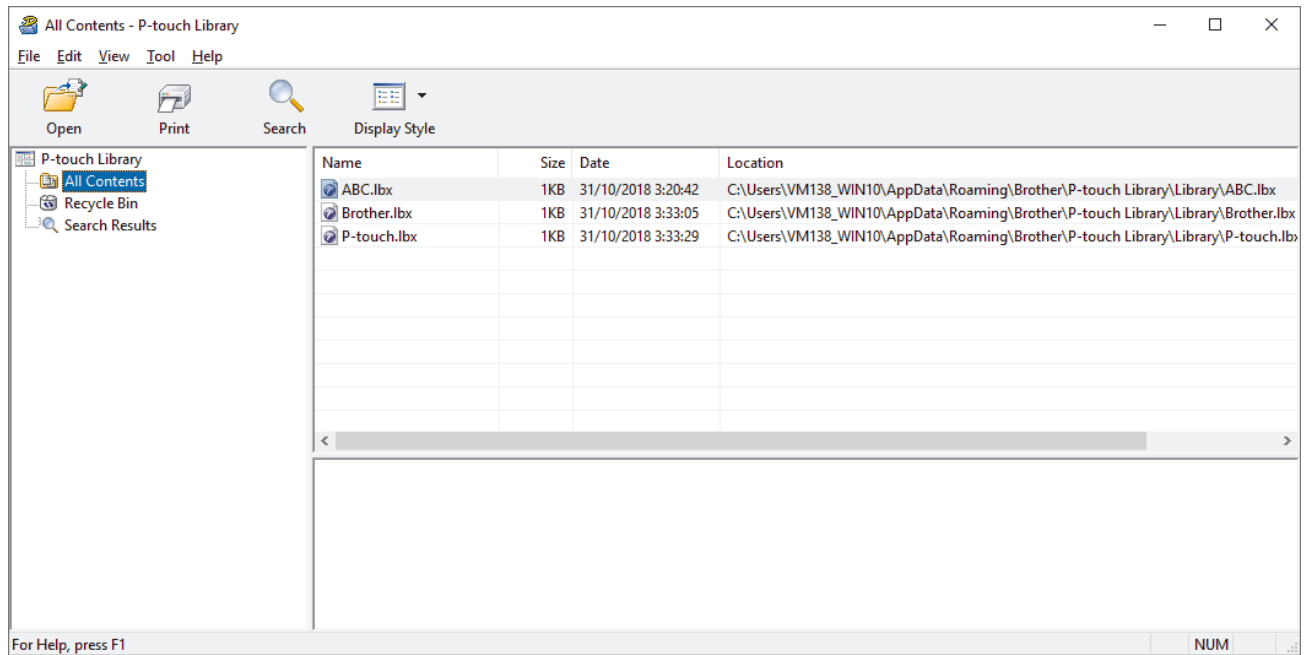 All Contents - P-touch Library
File Edit View Tool Help
Open Print Search Display Style
P-touch Library
All Contents
Recycle Bin
Search Results
Name Size Date Location
ABC.lbx 1KB 31/10/2018 3:20:42 C:\Users\VM138_WIN10\AppData\Roaming\Brother\P-touch Library\Library\ABC.lbx
Brother.lbx 1KB 31/10/2018 3:33:05 C:\Users\VM138_WIN10\AppData\Roaming\Brother\P-touch Library\Library\Brother.lbx
P-touch.lbx 1KB 31/10/2018 3:33:29 C:\Users\VM138_WIN10\AppData\Roaming\Brother\P-touch Library\Library\P-touch.lbx
For Help, press F1 NUM